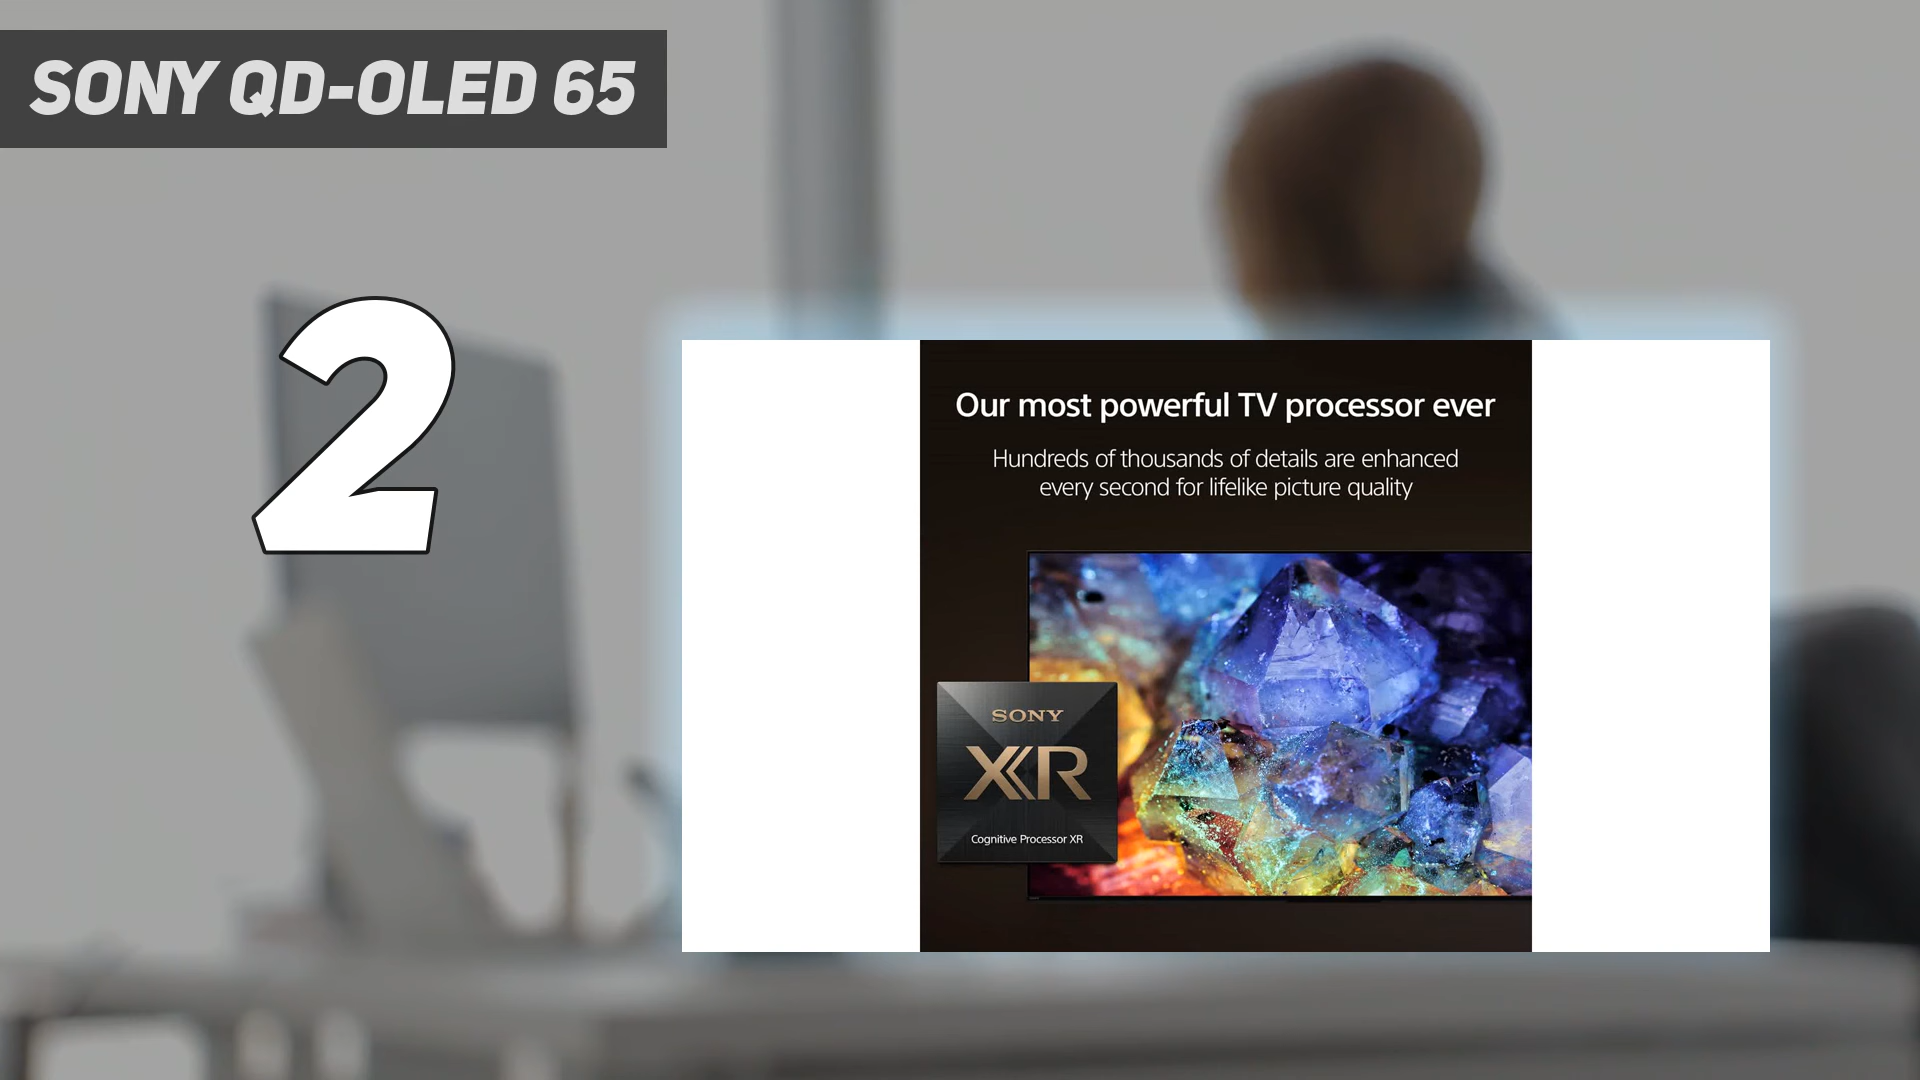 SONY QD-OLED 65
2
Our most powerful TV processor ever
Hundreds of thousands of details are enhanced
every second for lifelike picture quality
SONY
XR
Cognitive Processor XR